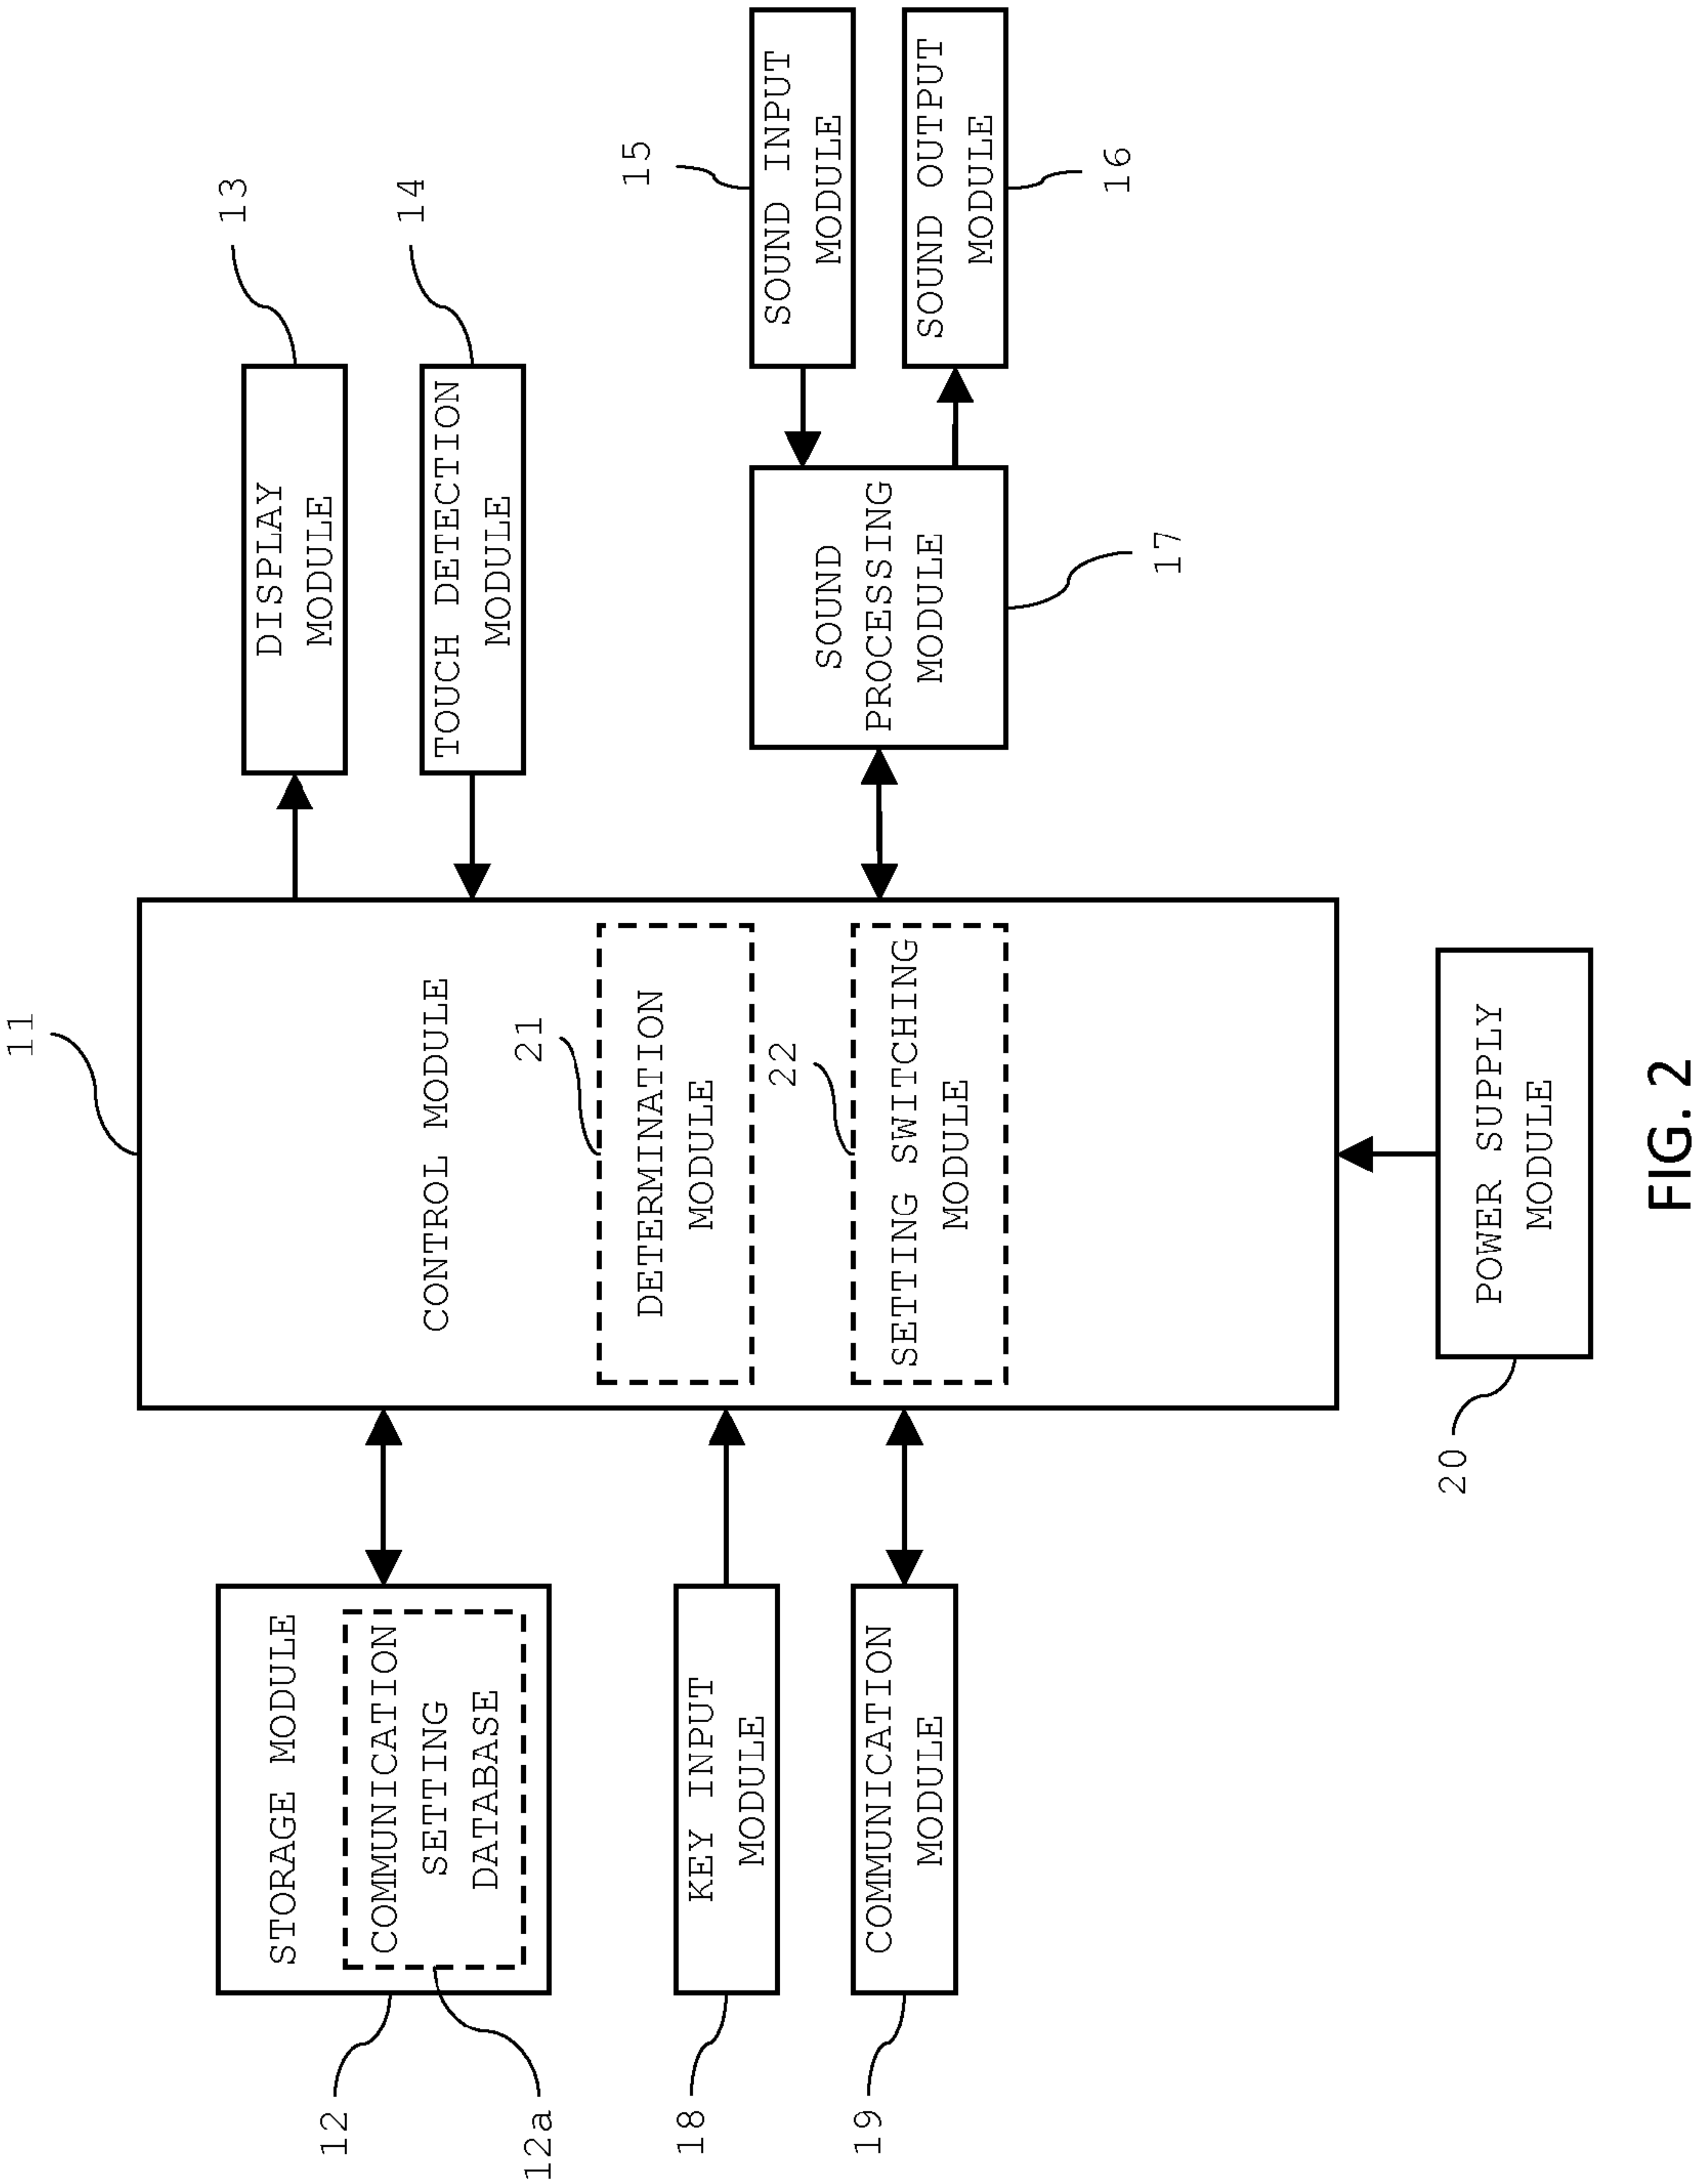 11
12
STORAGE MODULE
COMMUNICATION
SETTING
DATABASE
12a
18
KEY INPUT
MODULE
19
COMMUNICATION
MODULE
CONTROL MODULE
21
DETERMINATION
MODULE
22
SETTING SWITCHING
MODULE
13
DISPLAY
MODULE
14
TOUCH DETECTION
MODULE
SOUND
PROCESSING
MODULE
17
15
SOUND INPUT
MODULE
SOUND OUTPUT
MODULE
16
20
POWER SUPPLY
MODULE
FIG. 2